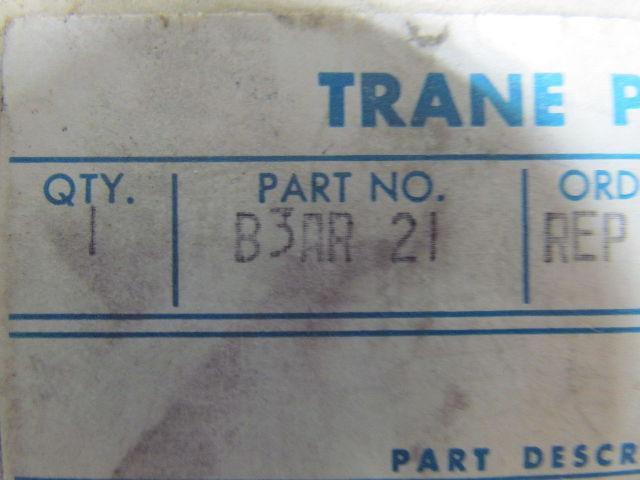 TRANE P
QTY. PART NO. ORD
1 B3AR 21 REP
PART DESCR